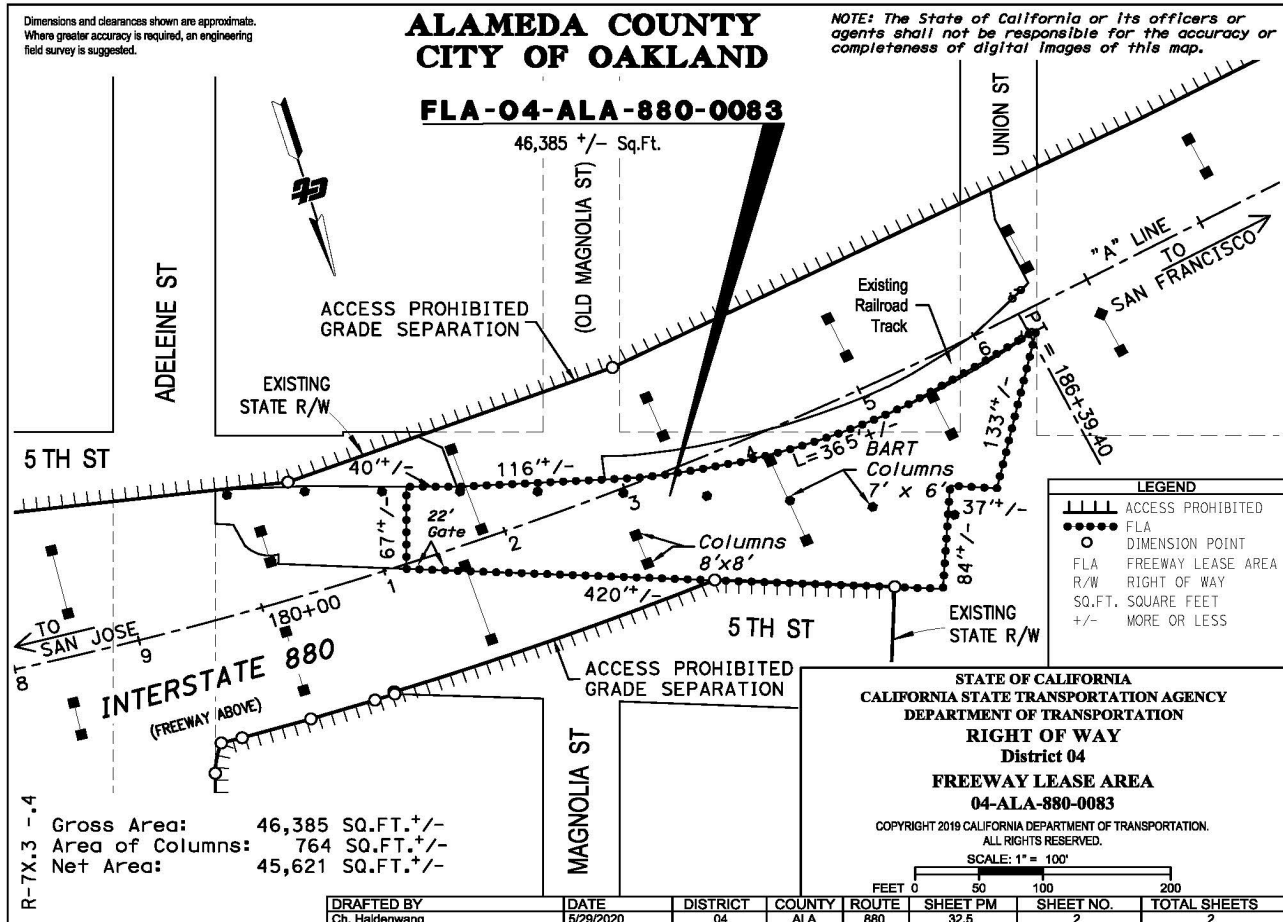 Dimensions and clearances shown are approximate.
Where greater accuracy is required, an engineering
field survey is suggested.
ALAMEDA COUNTY
CITY OF OAKLAND
NOTE: The State of California or its officers or
agents shall not be responsible for the accuracy or
completeness of digital images of this map.
FLA-04-ALA-880-0083
46,385 +/- Sq.Ft.
(OLD MAGNOLIA ST)
UNION ST
ADELEINE ST
ACCESS PROHIBITED
GRADE SEPARATION
EXISTING
STATE R/W
5 TH ST
Existing
Railroad
Track
"A" LINE
TO
SAN FRANCISCO
PT = 186+39.40
40'+/-
116'+/-
L=365'+/-
133'+/-
BART
Columns
7' x 6'
37'+/-
84'+/-
67'+/-
22'
Gate
Columns
8'x8'
420'+/-
8
9
180+00
1
2
3
4
5
6
TO
SAN JOSE
INTERSTATE 880
(FREEWAY ABOVE)
5 TH ST
EXISTING
STATE R/W
ACCESS PROHIBITED
GRADE SEPARATION
MAGNOLIA ST
LEGEND
ACCESS PROHIBITED
FLA
DIMENSION POINT
FLA FREEWAY LEASE AREA
R/W RIGHT OF WAY
SQ.FT. SQUARE FEET
+/- MORE OR LESS
R-7X.3 -.4
Gross Area: 46,385 SQ.FT.+/-
Area of Columns: 764 SQ.FT.+/-
Net Area: 45,621 SQ.FT.+/-
STATE OF CALIFORNIA
CALIFORNIA STATE TRANSPORTATION AGENCY
DEPARTMENT OF TRANSPORTATION
RIGHT OF WAY
District 04
FREEWAY LEASE AREA
04-ALA-880-0083
COPYRIGHT 2019 CALIFORNIA DEPARTMENT OF TRANSPORTATION.
ALL RIGHTS RESERVED.
SCALE: 1" = 100'
FEET 0 50 100 200
DRAFTED BY DATE DISTRICT COUNTY ROUTE SHEET PM SHEET NO. TOTAL SHEETS
Ch. Haidenwang 5/29/2020 04 ALA 880 32.5 2 2